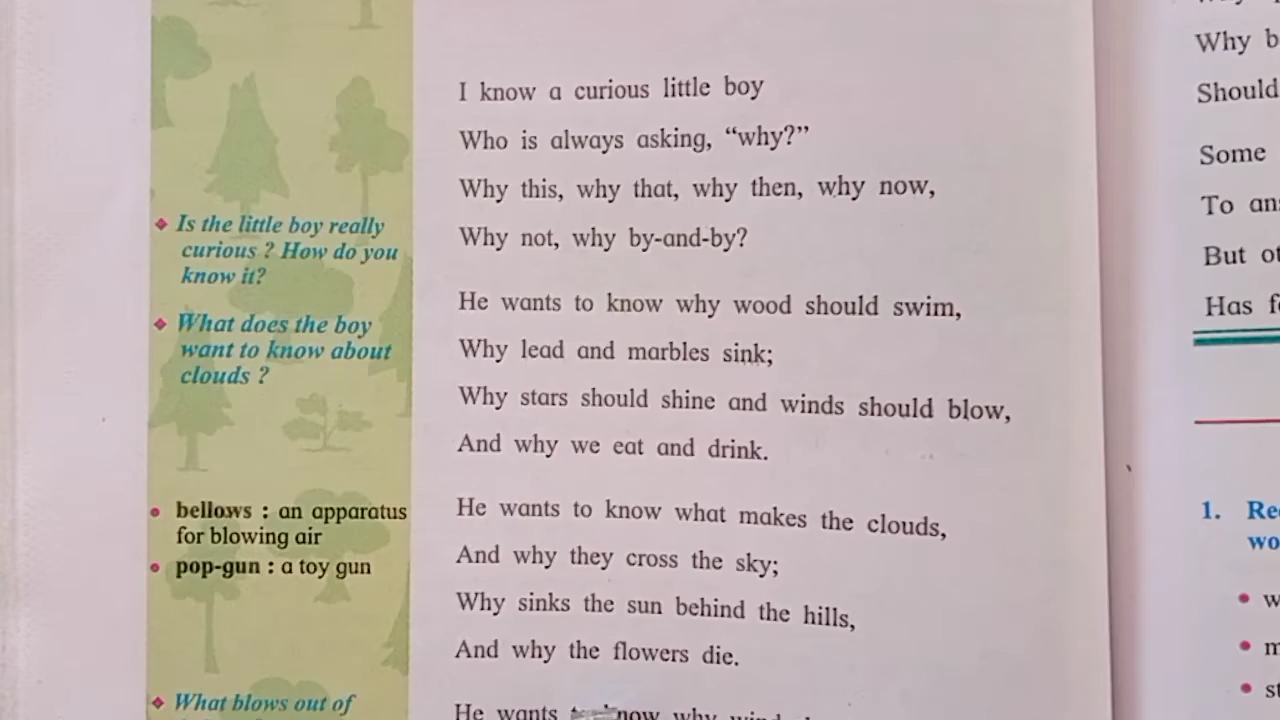 ❖ Is the little boy really
curious ? How do you
know it?
❖ What does the boy
want to know about
clouds ?
• bellows : an apparatus
for blowing air
• pop-gun : a toy gun
❖ What blows out of
I know a curious little boy
Who is always asking, “why?”
Why this, why that, why then, why now,
Why not, why by-and-by?
He wants to know why wood should swim,
Why lead and marbles sink;
Why stars should shine and winds should blow,
And why we eat and drink.
He wants to know what makes the clouds,
And why they cross the sky;
Why sinks the sun behind the hills,
And why the flowers die.
He wants to know why
Why b
Should
Some
To an
But ot
Has f
1. Re
wo
• w
• m
• st